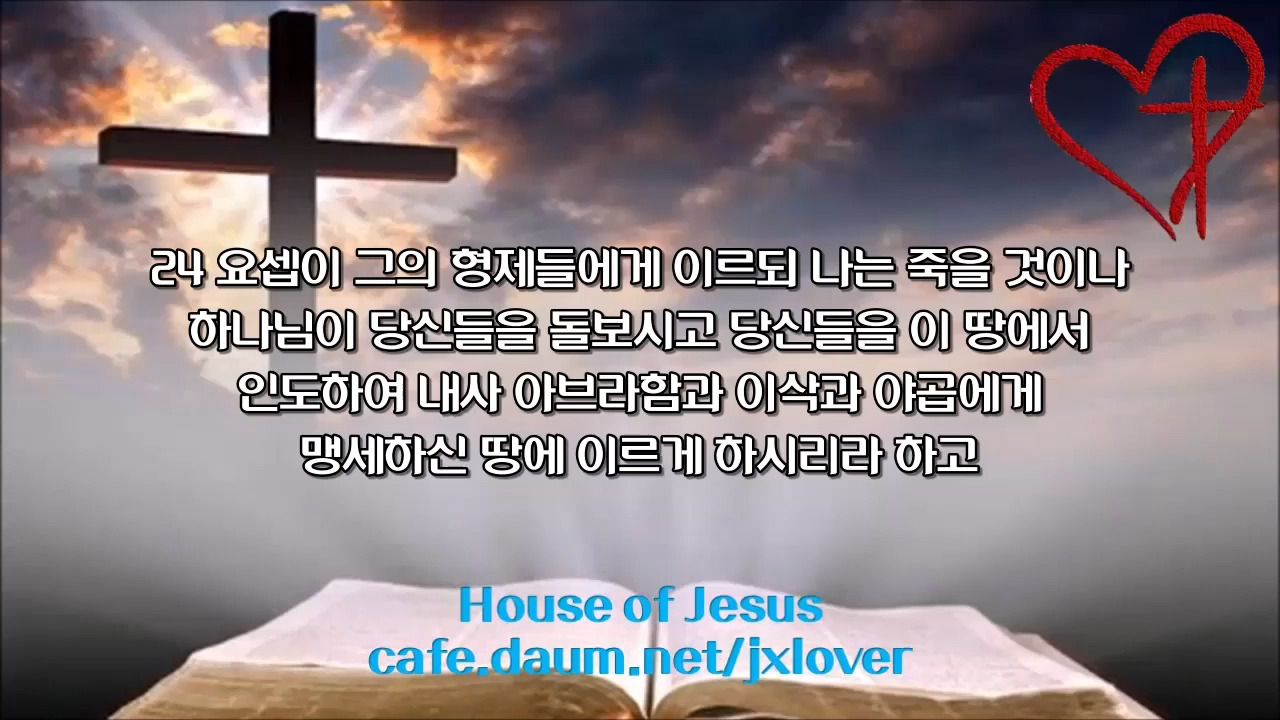 24 요셉이 그의 형제들에게 이르되 나는 죽을 것이나
하나님이 당신들을 돌보시고 당신들을 이 땅에서
인도하여 내사 아브라함과 이삭과 야곱에게
맹세하신 땅에 이르게 하시리라 하고
House of Jesus
cafe.daum.net/jxlover